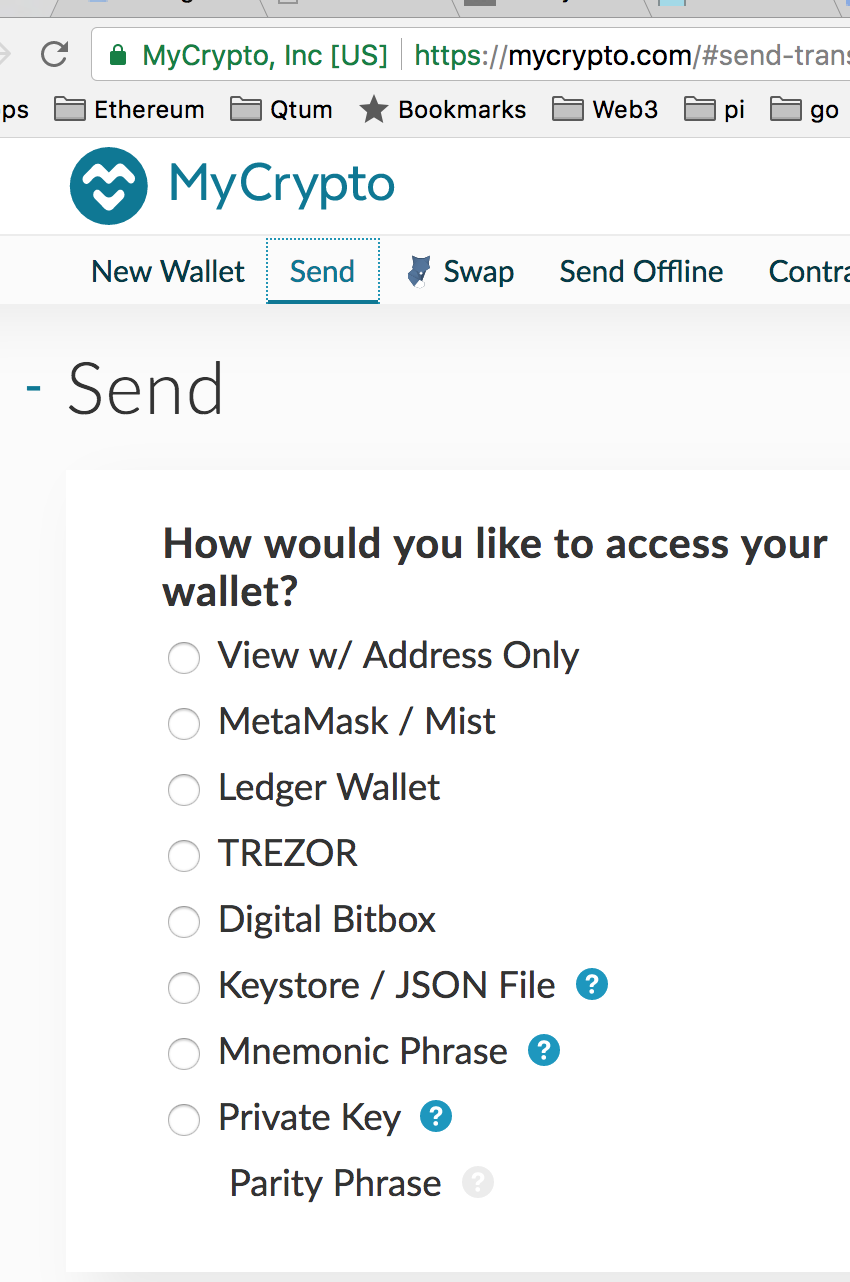 MyCrypto, Inc [US] https://mycrypto.com/#send-trans
ps Ethereum Qtum Bookmarks Web3 pi go
MyCrypto
New Wallet Send Swap Send Offline Contra
- Send
How would you like to access your
wallet?
View w/ Address Only
MetaMask / Mist
Ledger Wallet
TREZOR
Digital Bitbox
Keystore / JSON File ?
Mnemonic Phrase ?
Private Key ?
Parity Phrase ?